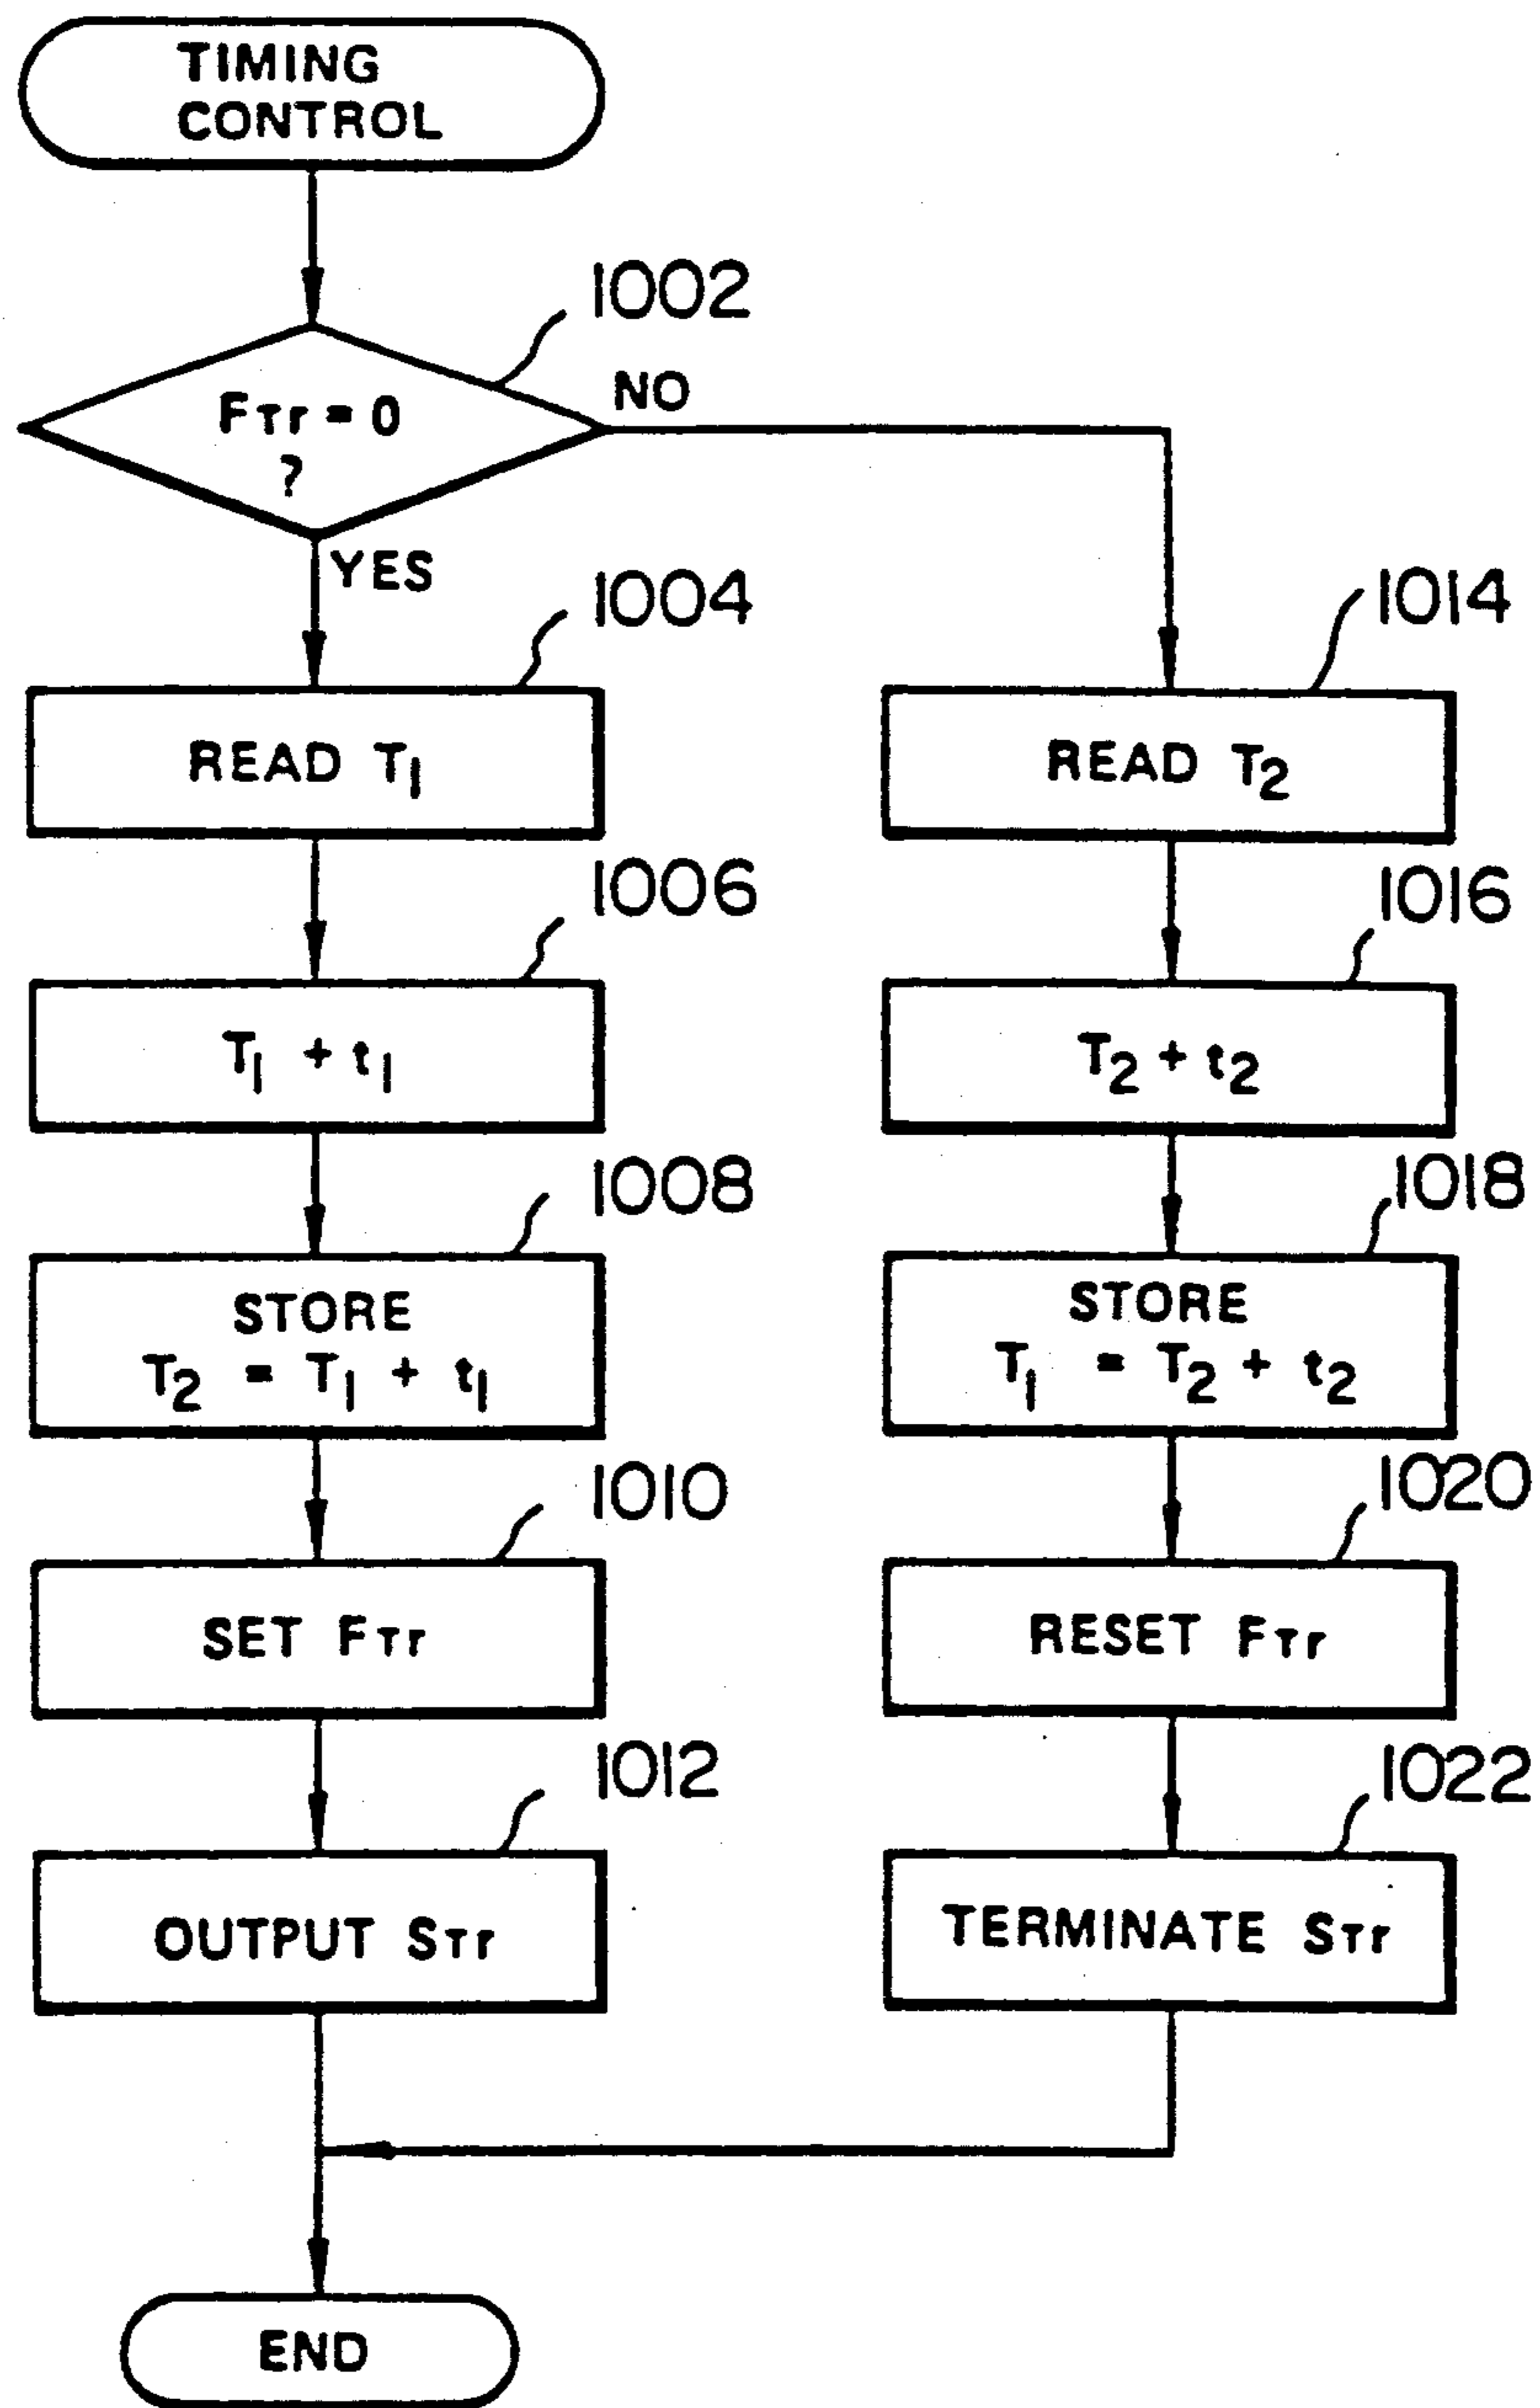 TIMING
CONTROL
1002
FTr = 0
?
NO
YES
1004
READ T1
1006
T1 + t1
1008
STORE
T2 = T1 + t1
1010
SET FTr
1012
OUTPUT STr
1014
READ T2
1016
T2 + t2
1018
STORE
T1 = T2 + t2
1020
RESET FTr
1022
TERMINATE STr
END